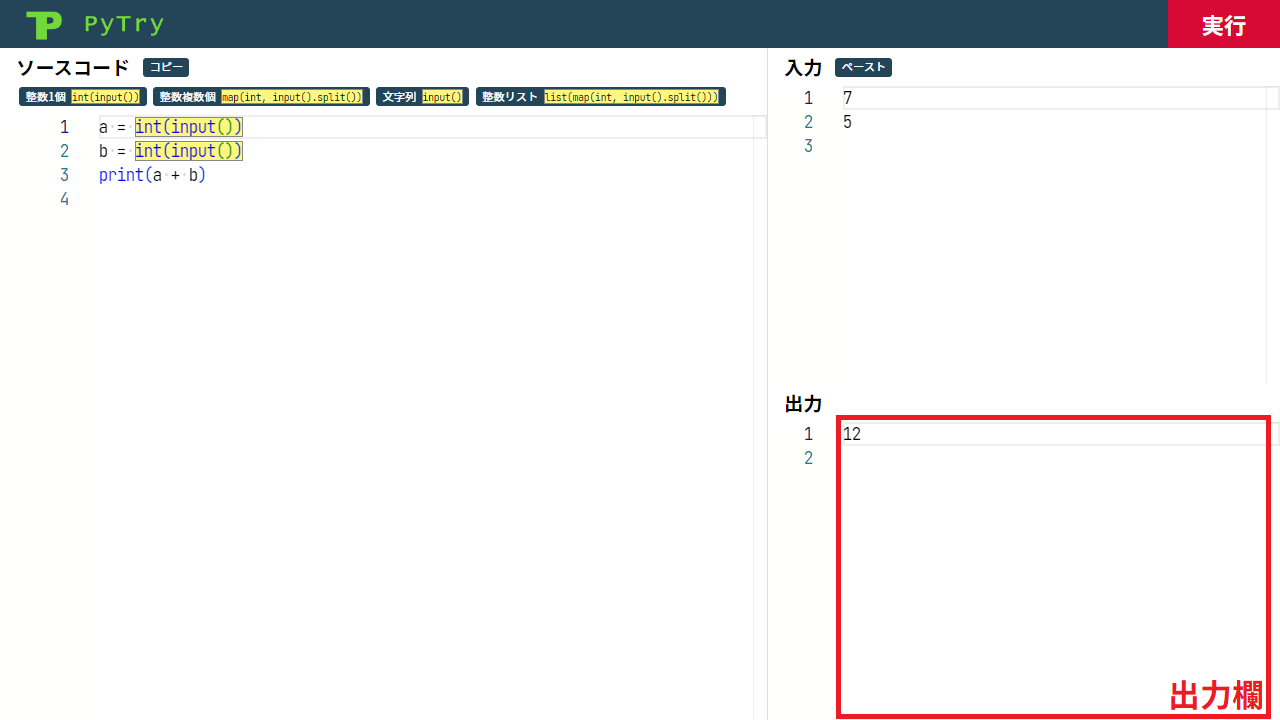 PyTry
実行
ソースコード コピー
整数1個 int(input()) 整数複数個 map(int, input().split()) 文字列 input() 整数リスト list(map(int, input().split()))
1 a = int(input())
2 b = int(input())
3 print(a + b)
4
入力 ペースト
1 7
2 5
3
出力
1 12
2
出力欄